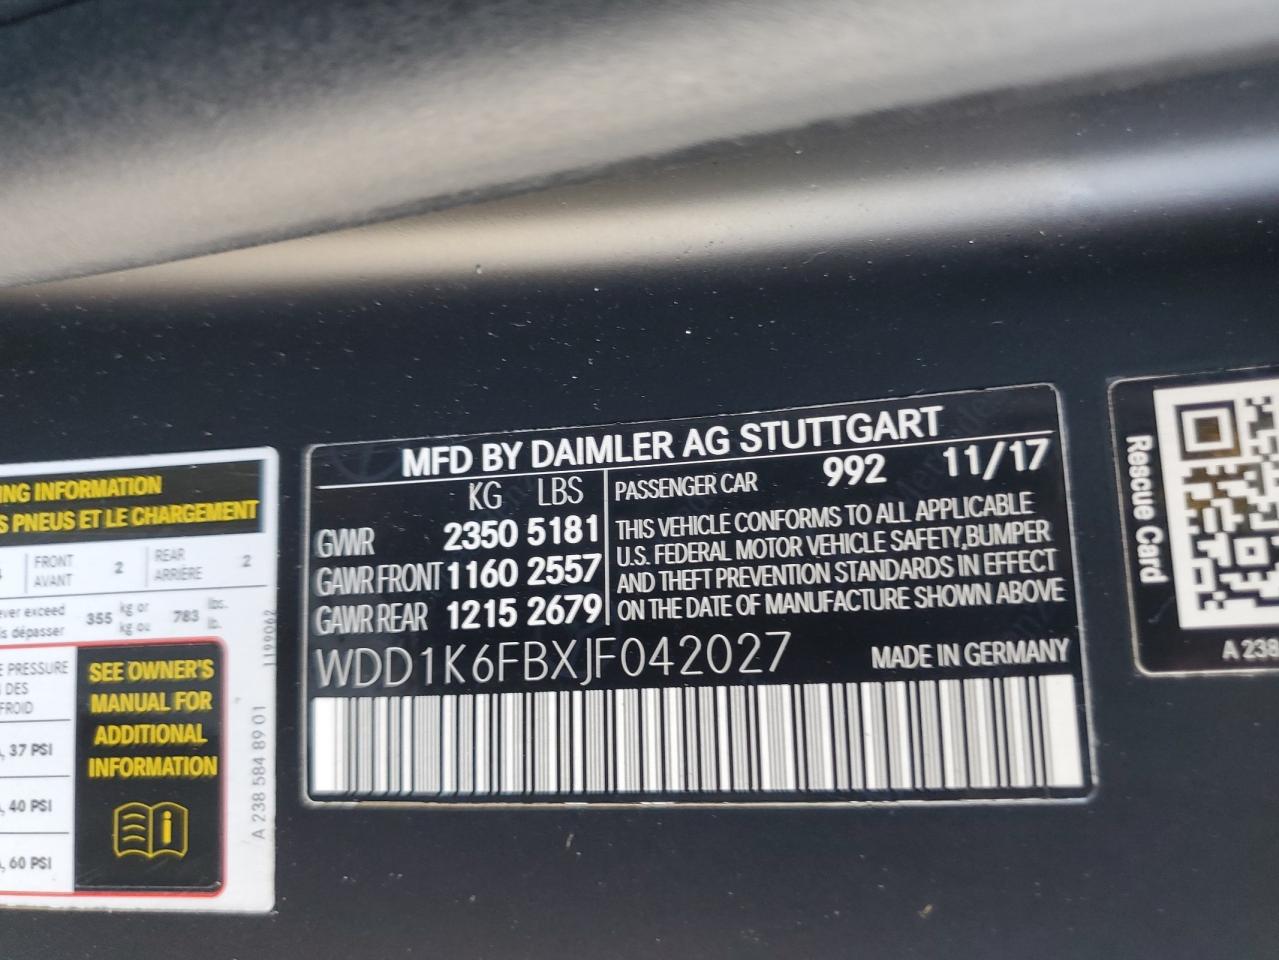 ING INFORMATION
S PNEUS ET LE CHARGEMENT
FRONT
AVANT
2
REAR
ARRIÈRE
2
ever exceed
is dépasser
355
kg or
kg ou
783
lbs.
lb.
E PRESSURE
DES
FROID
37 PSI
40 PSI
60 PSI
SEE OWNER'S
MANUAL FOR
ADDITIONAL
INFORMATION
i
1199062
A 238 584 89 01
MFD BY DAIMLER AG STUTTGART
KG LBS
GVWR 2350 5181
GAWR FRONT 1160 2557
GAWR REAR 1215 2679
PASSENGER CAR 992 11/17
THIS VEHICLE CONFORMS TO ALL APPLICABLE
U.S. FEDERAL MOTOR VEHICLE SAFETY,BUMPER
AND THEFT PREVENTION STANDARDS IN EFFECT
ON THE DATE OF MANUFACTURE SHOWN ABOVE
WDD1K6FBXJF042027 MADE IN GERMANY
Rescue Card
A 238